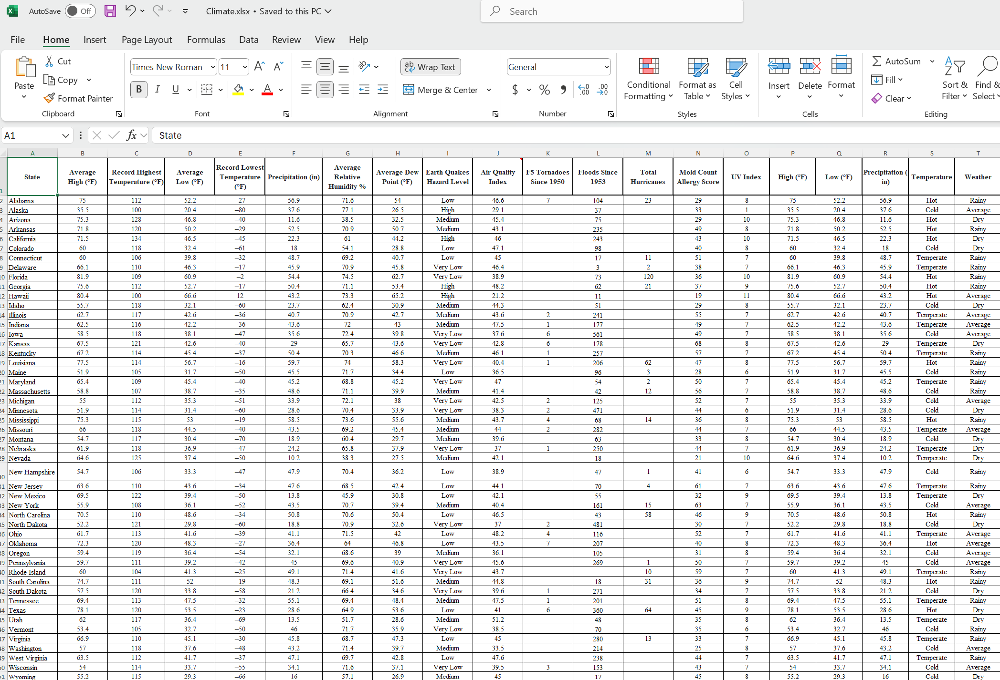 AutoSave Off Climate.xlsx • Saved to this PC Search
File Home Insert Page Layout Formulas Data Review View Help
Paste Cut Copy Format Painter Clipboard
Times New Roman 11 A A B I U A Font
ab Wrap Text Merge & Center Alignment
General $ % 9 .00 .00 Number
Conditional Formatting Format as Table Cell Styles Styles
Insert Delete Format Cells
AutoSum Fill Clear Sort & Filter Find & Select Editing
A1 fx State
A B C D E F G H I J K L M N O P Q R S T
1 State Average High (°F) Record Highest Temperature (°F) Average Low (°F) Record Lowest Temperature (°F) Precipitation (in) Average Relative Humidity % Average Dew Point (°F) Earth Quakes Hazard Level Air Quality Index F5 Tornadoes Since 1950 Floods Since 1953 Total Hurricanes Mold Count Allergy Score UV Index High (°F) Low (°F) Precipitation ( in) Temperature Weather
2 Alabama 75 112 52.2 –27 56.9 71.6 54 Low 46.6 7 104 23 29 8 75 52.2 56.9 Hot Rainy
3 Alaska 35.5 100 20.4 –80 37.6 77.1 26.5 High 29.1 37 33 1 35.5 20.4 37.6 Cold Average
4 Arizona 75.3 128 46.8 –40 11.6 38.5 32.5 Medium 45.4 75 29 10 75.3 46.8 11.6 Hot Dry
5 Arkansas 71.8 120 50.2 –29 52.5 70.9 50.7 Medium 43.1 235 49 8 71.8 50.2 52.5 Hot Rainy
6 California 71.5 134 46.5 –45 22.3 61 44.2 High 46 243 43 10 71.5 46.5 22.3 Hot Dry
7 Colorado 60 118 32.4 –61 18 54.1 28.8 Low 47.1 98 40 8 60 32.4 18 Cold Dry
8 Connecticut 60 106 39.8 –32 48.7 69.2 40.7 Low 45 17 11 51 7 60 39.8 48.7 Temperate Rainy
9 Delaware 66.1 110 46.3 –17 45.9 70.9 45.8 Very Low 46.4 3 2 38 7 66.1 46.3 45.9 Temperate Rainy
10 Florida 81.9 109 60.9 –2 54.4 74.5 62.7 Very Low 38.9 73 120 36 10 81.9 60.9 54.4 Hot Rainy
11 Georgia 75.6 112 52.7 –17 50.4 71.1 53.4 High 48.2 62 21 37 9 75.6 52.7 50.4 Hot Rainy
12 Hawaii 80.4 100 66.6 12 43.2 73.3 65.2 High 21.2 11 19 11 80.4 66.6 43.2 Hot Average
13 Idaho 55.7 118 32.1 –60 23.7 62.4 30.9 Medium 44.3 51 29 8 55.7 32.1 23.7 Cold Dry
14 Illinois 62.7 117 42.6 –36 40.7 70.9 42.7 Medium 43.6 2 241 55 7 62.7 42.6 40.7 Temperate Average
15 Indiana 62.5 116 42.2 –36 43.6 72 43 Medium 47.5 1 177 49 7 62.5 42.2 43.6 Temperate Average
16 Iowa 58.5 118 38.1 –47 35.6 72.4 39.8 Very Low 37.6 6 561 49 7 58.5 38.1 35.6 Cold Average
17 Kansas 67.5 121 42.6 –40 29 65.7 43.6 Very Low 42.8 6 178 68 8 67.5 42.6 29 Temperate Dry
18 Kentucky 67.2 114 45.4 –37 50.4 70.3 46.6 Medium 46.1 1 257 57 7 67.2 45.4 50.4 Temperate Rainy
19 Louisiana 77.5 114 56.7 –16 59.7 74 58.3 Very Low 40.4 1 206 62 47 8 77.5 56.7 59.7 Hot Rainy
20 Maine 51.9 105 31.7 –50 45.5 71.7 34.4 Low 36.5 96 3 28 6 51.9 31.7 45.5 Cold Rainy
21 Maryland 65.4 109 45.4 –40 45.2 68.8 45.2 Very Low 47 54 2 50 7 65.4 45.4 45.2 Temperate Rainy
22 Massachusetts 58.8 107 38.7 –35 48.6 71.1 39.9 Medium 41.4 42 12 56 7 58.8 38.7 48.6 Cold Rainy
23 Michigan 55 112 35.3 –51 33.9 72.1 38 Very Low 42.5 2 125 52 7 55 35.3 33.9 Cold Average
24 Minnesota 51.9 114 31.4 –60 28.6 70.4 33.9 Very Low 38.3 2 471 44 6 51.9 31.4 28.6 Cold Dry
25 Mississippi 75.3 115 53 –19 58.5 73.6 55.6 Medium 43.7 4 68 14 36 8 75.3 53 58.5 Hot Rainy
26 Missouri 66 118 44.5 –40 43.5 69.2 45.4 Medium 44 2 282 44 7 66 44.5 43.5 Temperate Average
27 Montana 54.7 117 30.4 –70 18.9 60.4 29.7 Medium 39.6 63 33 8 54.7 30.4 18.9 Cold Dry
28 Nebraska 61.9 118 36.9 –47 24.2 65.8 37.9 Very Low 37 1 250 44 7 61.9 36.9 24.2 Temperate Dry
29 Nevada 64.6 125 37.4 –50 10.2 38.3 27.5 Medium 42.1 18 21 10 64.6 37.4 10.2 Temperate Dry
30 New Hampshire 54.7 106 33.3 –47 47.9 70.4 36.2 Low 38.9 47 1 41 6 54.7 33.3 47.9 Cold Rainy
31 New Jersey 63.6 110 43.6 –34 47.6 68.5 42.4 Low 44.1 70 4 61 7 63.6 43.6 47.6 Temperate Rainy
32 New Mexico 69.5 122 39.4 –50 13.8 45.9 30.8 Low 42.1 55 32 9 69.5 39.4 13.8 Temperate Dry
33 New York 55.9 108 36.1 –52 43.5 70.7 39.4 Medium 40.4 161 15 63 7 55.9 36.1 43.5 Cold Average
34 North Carolina 70.5 110 48.6 –34 50.8 70.6 50.4 Low 46.5 43 58 46 9 70.5 48.6 50.8 Hot Rainy
35 North Dakota 52.2 121 29.8 –60 18.8 70.9 32.6 Very Low 37 2 481 30 7 52.2 29.8 18.8 Cold Dry
36 Ohio 61.7 113 41.6 –39 41.1 71.5 42 Low 48.2 4 116 52 7 61.7 41.6 41.1 Temperate Average
37 Oklahoma 72.3 120 48.3 –27 36.4 64 46.8 Low 43.5 7 207 40 8 72.3 48.3 36.4 Hot Average
38 Oregon 59.4 119 36.4 –54 32.1 68.6 39 Medium 36.1 105 31 8 59.4 36.4 32.1 Cold Average
39 Pennsylvania 59.7 111 39.2 –42 45 69.6 40.9 Very Low 45.6 269 1 50 7 59.7 39.2 45 Cold Average
40 Rhode Island 60 104 41.3 –25 49.1 71.4 41.6 Very Low 43.7 10 59 7 60 41.3 49.1 Temperate Rainy
41 South Carolina 74.7 111 52 –19 48.3 69.1 51.6 Medium 44.8 18 31 36 9 74.7 52 48.3 Hot Rainy
42 South Dakota 57.5 120 33.8 –58 21.2 66.4 34.6 Very Low 39.6 1 271 34 7 57.5 33.8 21.2 Cold Dry
43 Tennessee 69.4 113 47.5 –32 55.1 69.4 48.4 Medium 47.5 1 201 51 8 69.4 47.5 55.1 Temperate Rainy
44 Texas 78.1 120 53.5 –23 28.6 64.9 53.6 Low 41 6 360 64 45 9 78.1 53.5 28.6 Hot Dry
45 Utah 62 117 36.4 –69 13.5 51.7 28.6 Medium 51.2 48 35 8 62 36.4 13.5 Temperate Dry
46 Vermont 53.4 105 32.7 –50 46 71.7 35.9 Very Low 38.5 70 35 6 53.4 32.7 46 Cold Rainy
47 Virginia 66.9 110 45.1 –30 45.8 68.7 47.3 Low 45 280 13 33 7 66.9 45.1 45.8 Temperate Rainy
48 Washington 57 118 37.6 –48 43.2 71.4 39.7 Medium 33.5 214 25 8 57 37.6 43.2 Cold Average
49 West Virginia 63.5 112 41.7 –37 47.1 69.7 42.8 Low 47.6 238 44 7 63.5 41.7 47.1 Temperate Rainy
50 Wisconsin 54 114 33.7 –55 34.1 71.6 37.1 Very Low 39.5 3 153 43 7 54 33.7 34.1 Cold Average
51 Wyoming 55.2 115 29.3 –66 16 57.1 26.9 Medium 45 17 45 8 55.2 29.3 16 Cold Dry